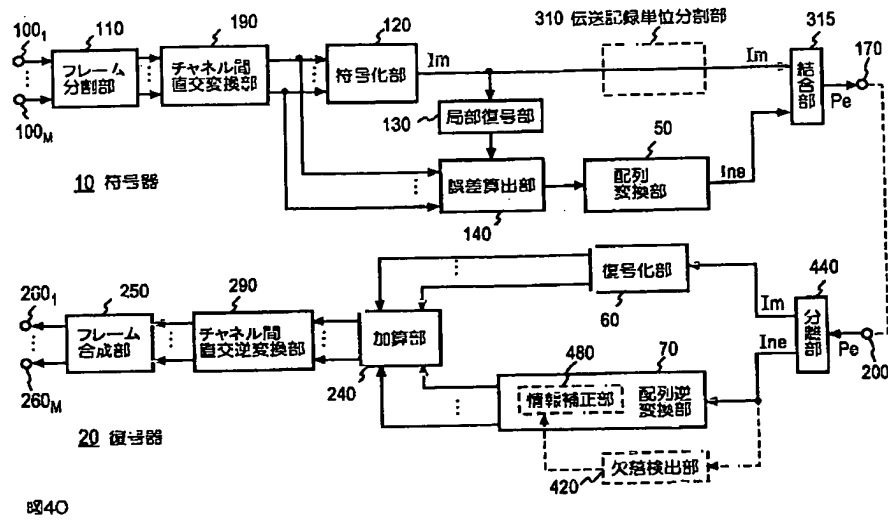 310 伝送記録単位分割部
315
100₁
110
190
120
170
フレーム
分割部
チャネル間
直交変換部
符号化部
Im
Im
結合部
Pe
100M
130
局部復号部
50
10 符号器
誤差算出部
配列
変換部
Ine
140
260₁
250
290
復号化部
440
60
Im
フレーム
合成部
チャネル間
直交逆変換部
加算部
分離部
Ine
Pe
200
260M
240
480
70
情報補正部
配列逆
変換部
20 復号器
420
欠落検出部
図40